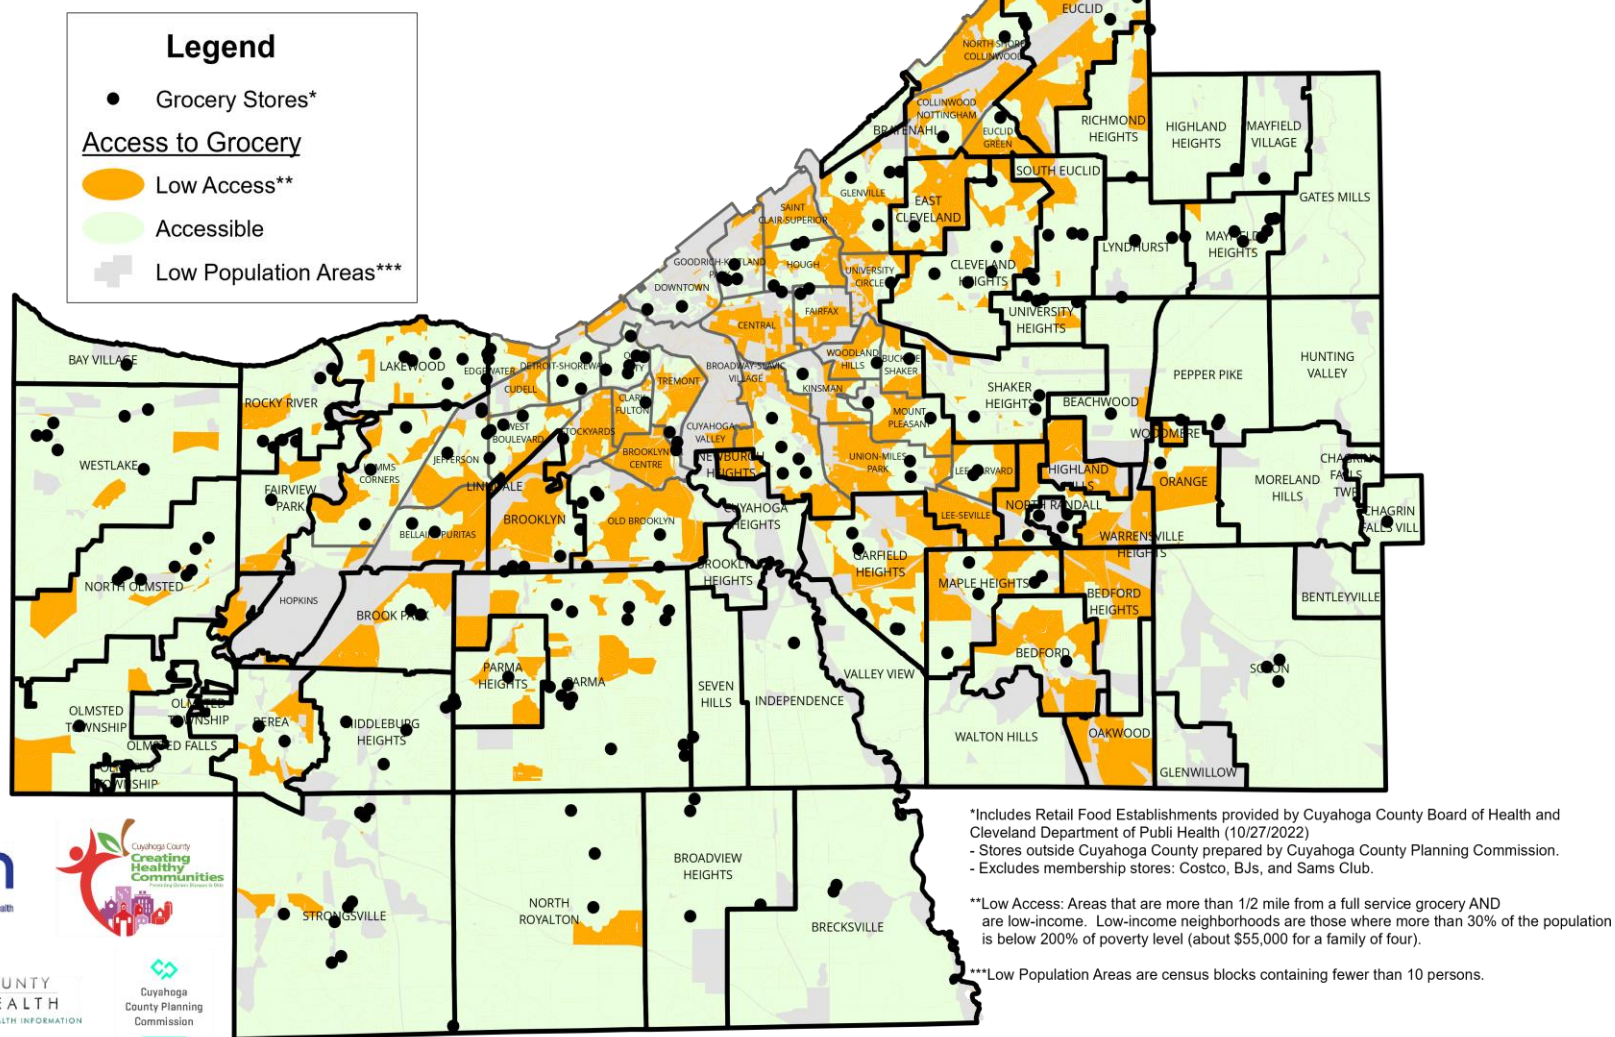 Legend
Grocery Stores*
Access to Grocery
Low Access**
Accessible
Low Population Areas***
EUCLID
NORTH SHORE
COLLINWOOD
COLLINWOOD
NOTTINGHAM
BRATENAHL
EUCLID
GREEN
RICHMOND
HEIGHTS
HIGHLAND
HEIGHTS
MAYFIELD
VILLAGE
SOUTH EUCLID
GATES MILLS
GLENVILLE
EAST
CLEVELAND
SAINT
CLAIR-SUPERIOR
LYNDHURST
MAYFIELD
HEIGHTS
GOODRICH-KIRTLAND
HOUGH
UNIVERSITY
CIRCLE
CLEVELAND
HEIGHTS
DOWNTOWN
FAIRFAX
UNIVERSITY
HEIGHTS
CENTRAL
BAY VILLAGE
LAKEWOOD
EDGEWATER
DETROIT-SHOREWAY
CUDELL
TREMONT
BROADWAY-SLAVIC
VILLAGE
WOODLAND
HILLS
SHAKER
KINSMAN
HUNTING
VALLEY
PEPPER PIKE
SHAKER
HEIGHTS
BEACHWOOD
ROCKY RIVER
CLARK
FULTON
MOUNT
PLEASANT
WEST
BOULEVARD
STOCKYARDS
CUYAHOGA
VALLEY
WOODMERE
WESTLAKE
KAMMS
CORNERS
JEFFERSON
BROOKLYN
CENTRE
NEWBURGH
HEIGHTS
UNION-MILES
PARK
LEE-HARVARD
HIGHLAND
HILLS
ORANGE
MORELAND
HILLS
CHAGRIN
FALLS
TWP
LINNDALE
FAIRVIEW
PARK
BROOKLYN
OLD BROOKLYN
CUYAHOGA
HEIGHTS
LEE-SEVILLE
NORTH RANDALL
CHAGRIN
FALLS VILL
BELLAIRE-PURITAS
WARRENSVILLE
HEIGHTS
GARFIELD
HEIGHTS
BROOKLYN
HEIGHTS
MAPLE HEIGHTS
NORTH OLMSTED
HOPKINS
BROOK PARK
BEDFORD
HEIGHTS
BENTLEYVILLE
BEDFORD
PARMA
HEIGHTS
PARMA
SEVEN
HILLS
INDEPENDENCE
VALLEY VIEW
SOLON
OLMSTED
TOWNSHIP
OLMSTED
TOWNSHIP
BEREA
MIDDLEBURG
HEIGHTS
WALTON HILLS
OAKWOOD
OLMSTED FALLS
OLMSTED
TOWNSHIP
GLENWILLOW
BROADVIEW
HEIGHTS
STRONGSVILLE
NORTH
ROYALTON
BRECKSVILLE
Cuyahoga County
Creating
Healthy
Communities
UNTY
EALTH
LTH INFORMATION
Cuyahoga
County Planning
Commission
*Includes Retail Food Establishments provided by Cuyahoga County Board of Health and
Cleveland Department of Publi Health (10/27/2022)
- Stores outside Cuyahoga County prepared by Cuyahoga County Planning Commission.
- Excludes membership stores: Costco, BJs, and Sams Club.
**Low Access: Areas that are more than 1/2 mile from a full service grocery AND
are low-income. Low-income neighborhoods are those where more than 30% of the population
is below 200% of poverty level (about $55,000 for a family of four).
***Low Population Areas are census blocks containing fewer than 10 persons.